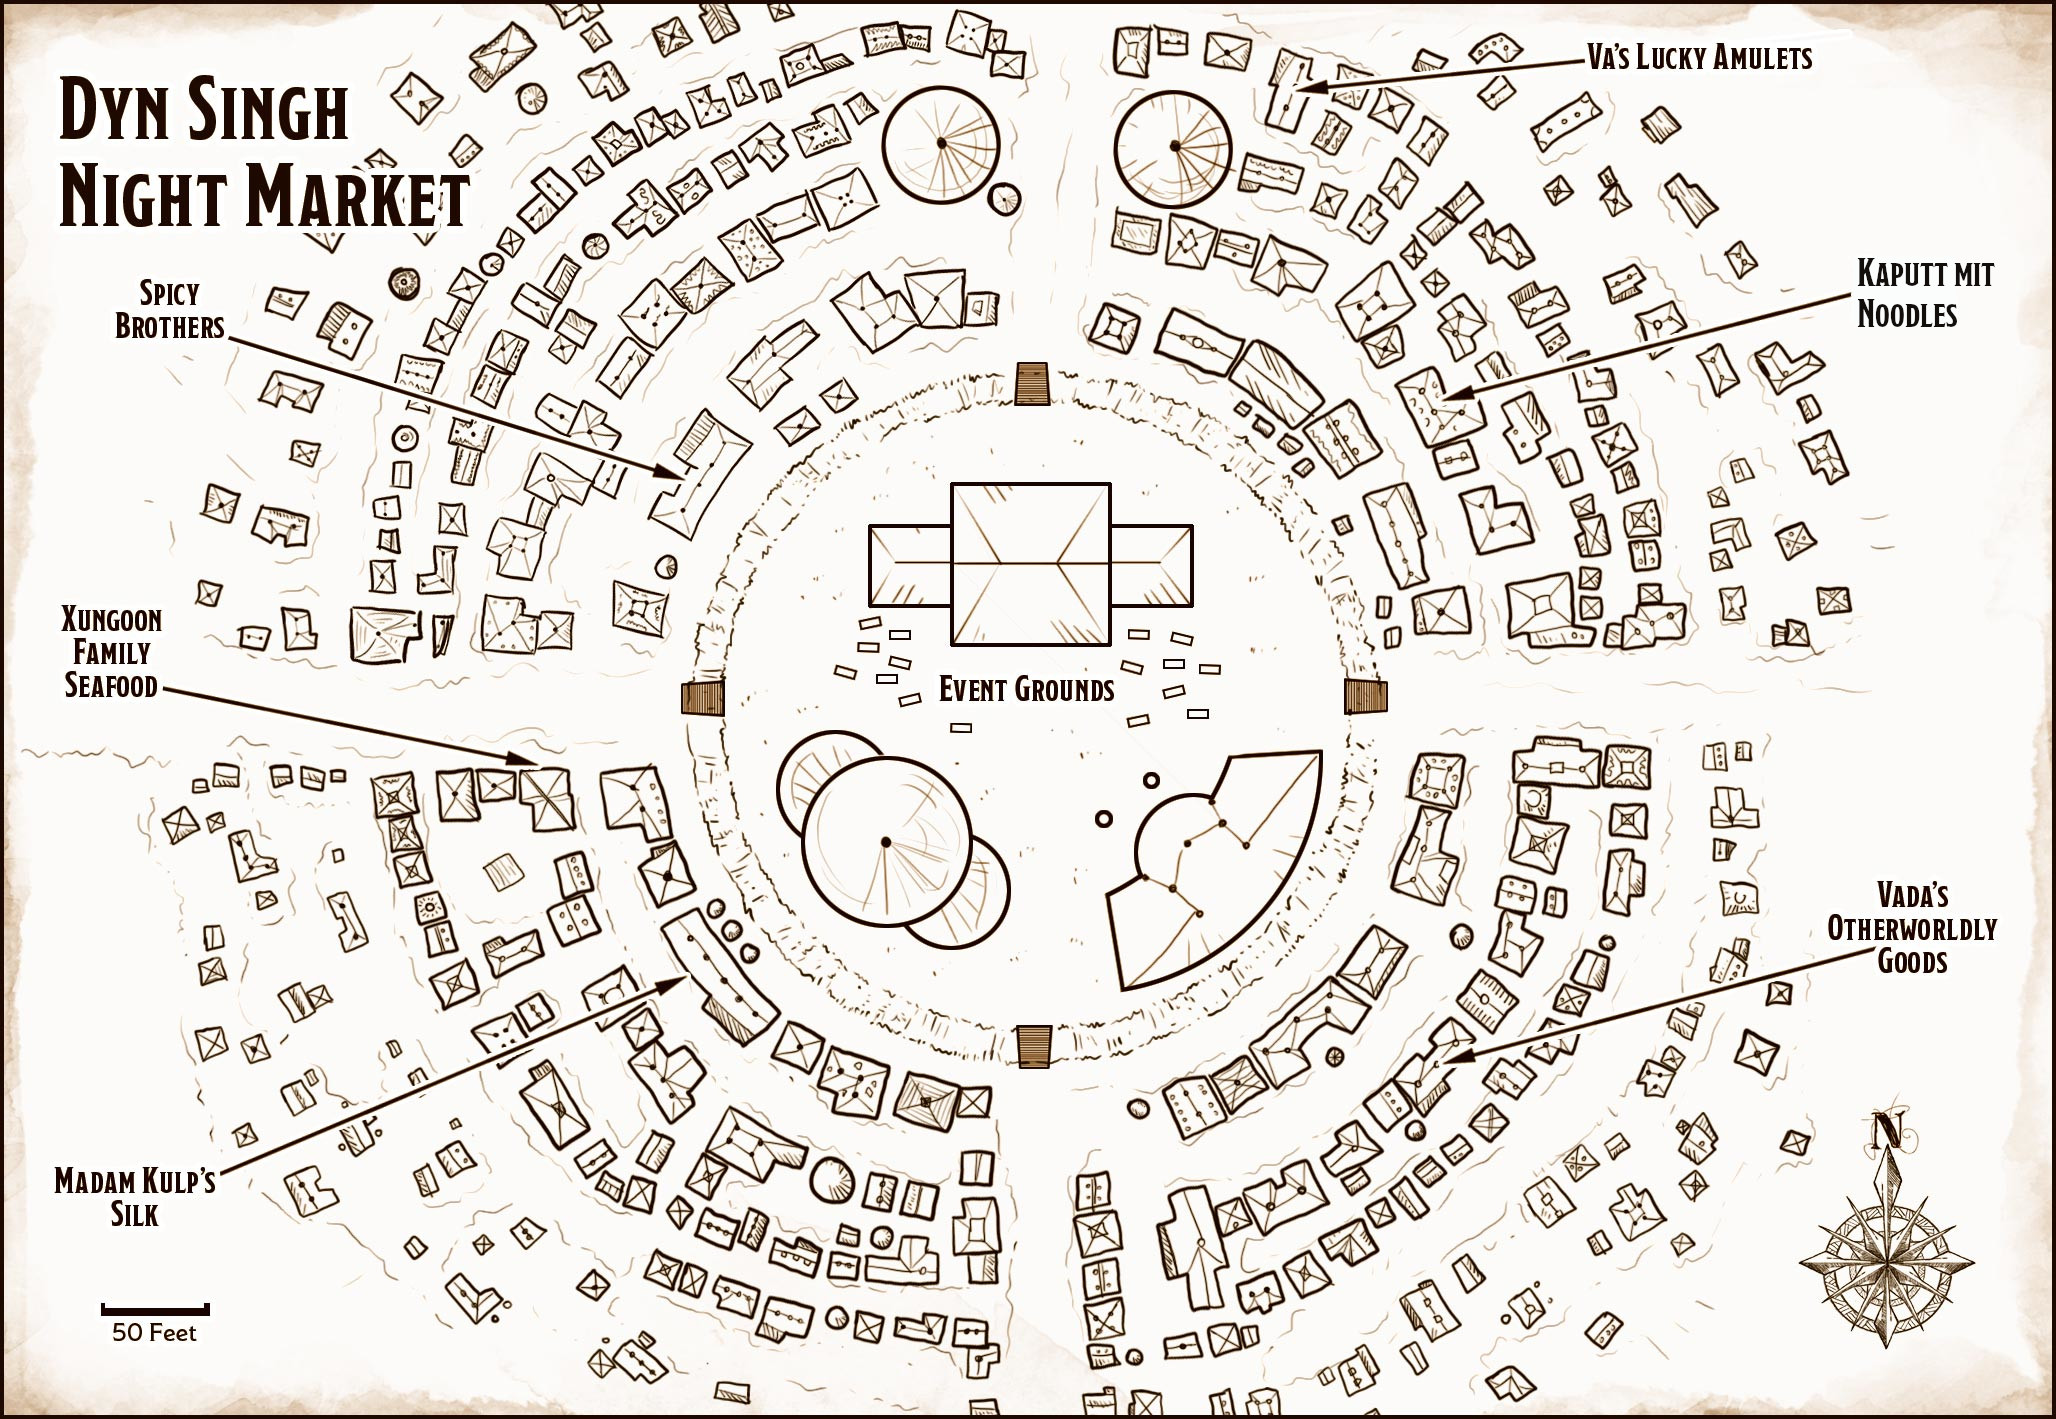 DYN SINGH
NIGHT MARKET
VA'S LUCKY AMULETS
KAPUTT MIT
NOODLES
SPICY
BROTHERS
XUNGOON
FAMILY
SEAFOOD
EVENT GROUNDS
VADA'S
OTHERWORLDLY
GOODS
MADAM KULP'S
SILK
50 Feet
N